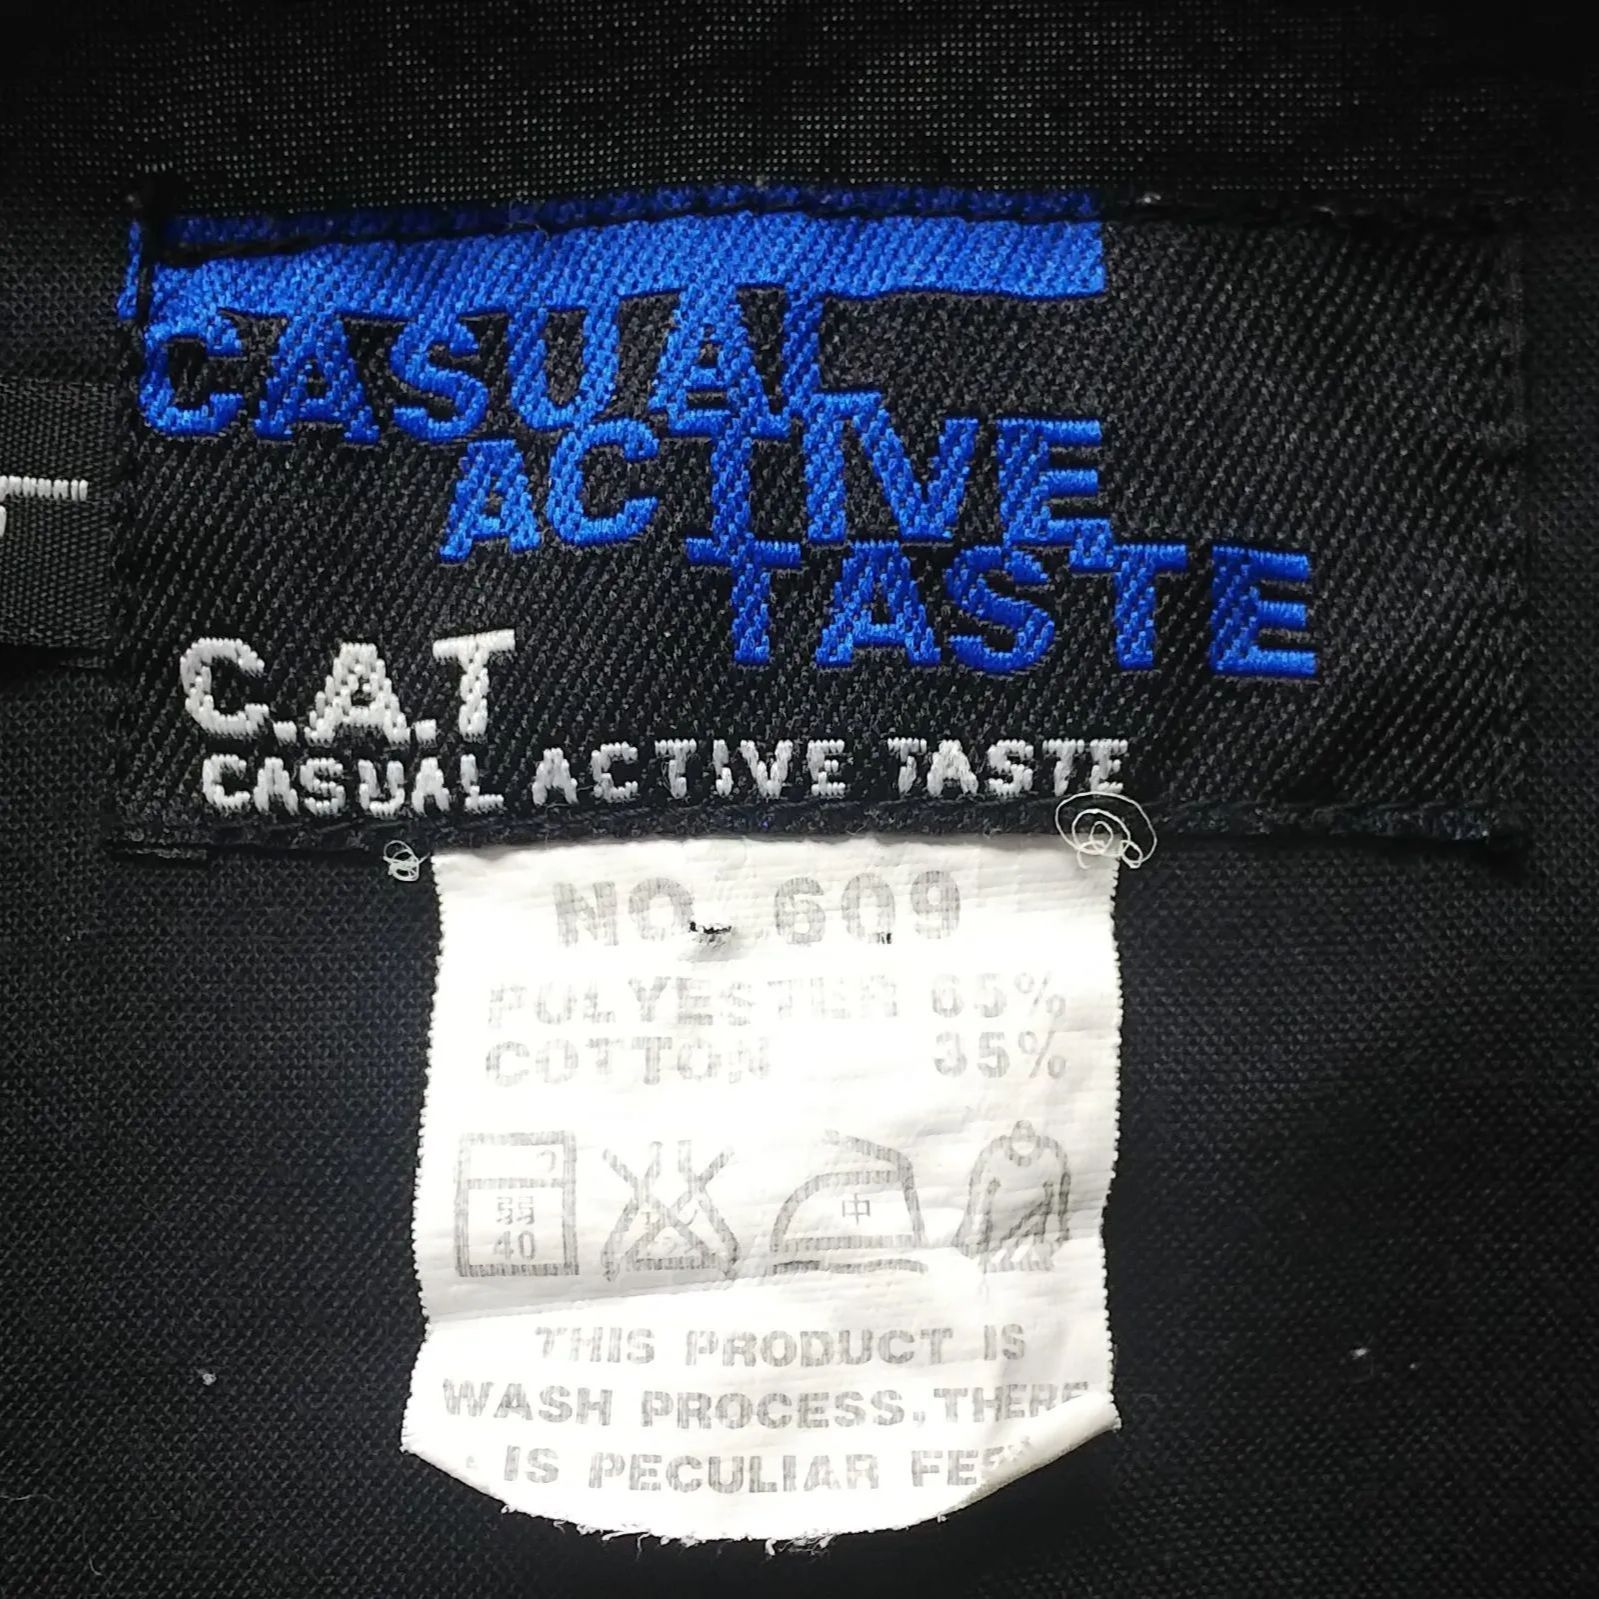 CASUAL
ACTIVE
TASTE
C.A.T
CASUAL ACTIVE TASTE
NO. 609
POLYESTER 65%
COTTON 35%
弱 中
40
THIS PRODUCT IS
WASH PROCESS, THERE
IS PECULIAR